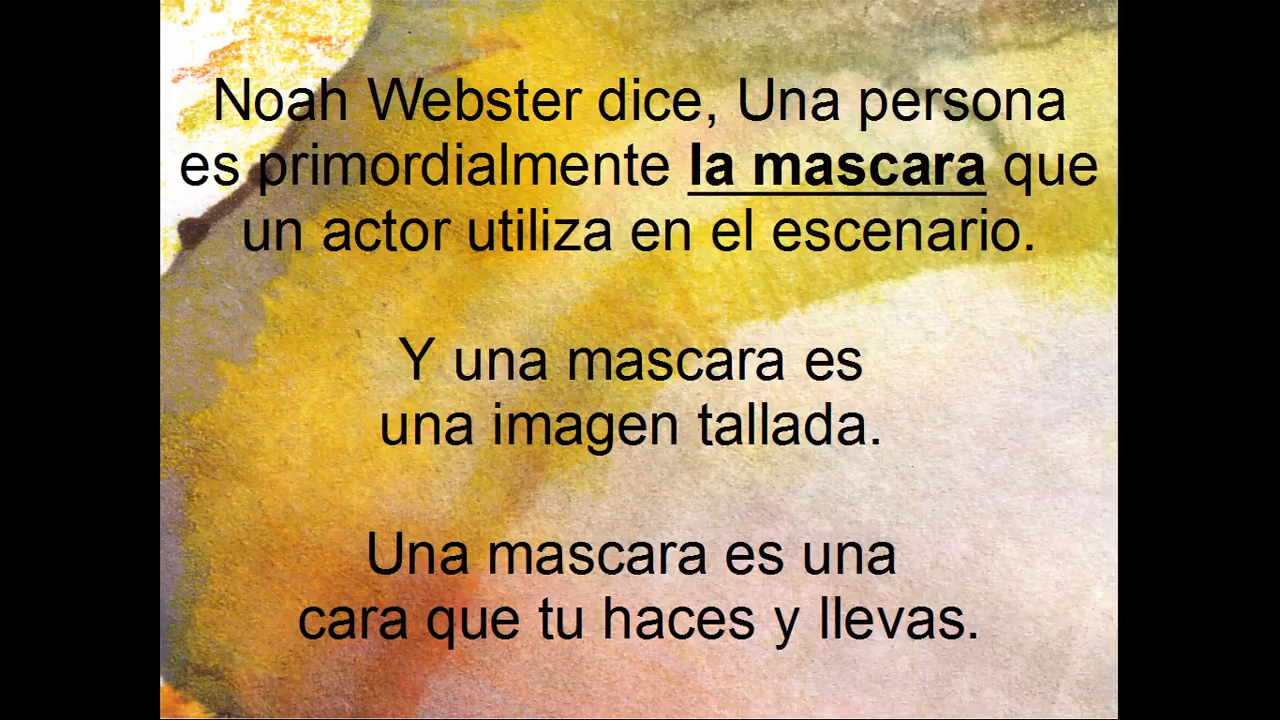 Noah Webster dice, Una persona
es primordialmente la mascara que
un actor utiliza en el escenario.
Y una mascara es
una imagen tallada.
Una mascara es una
cara que tu haces y llevas.